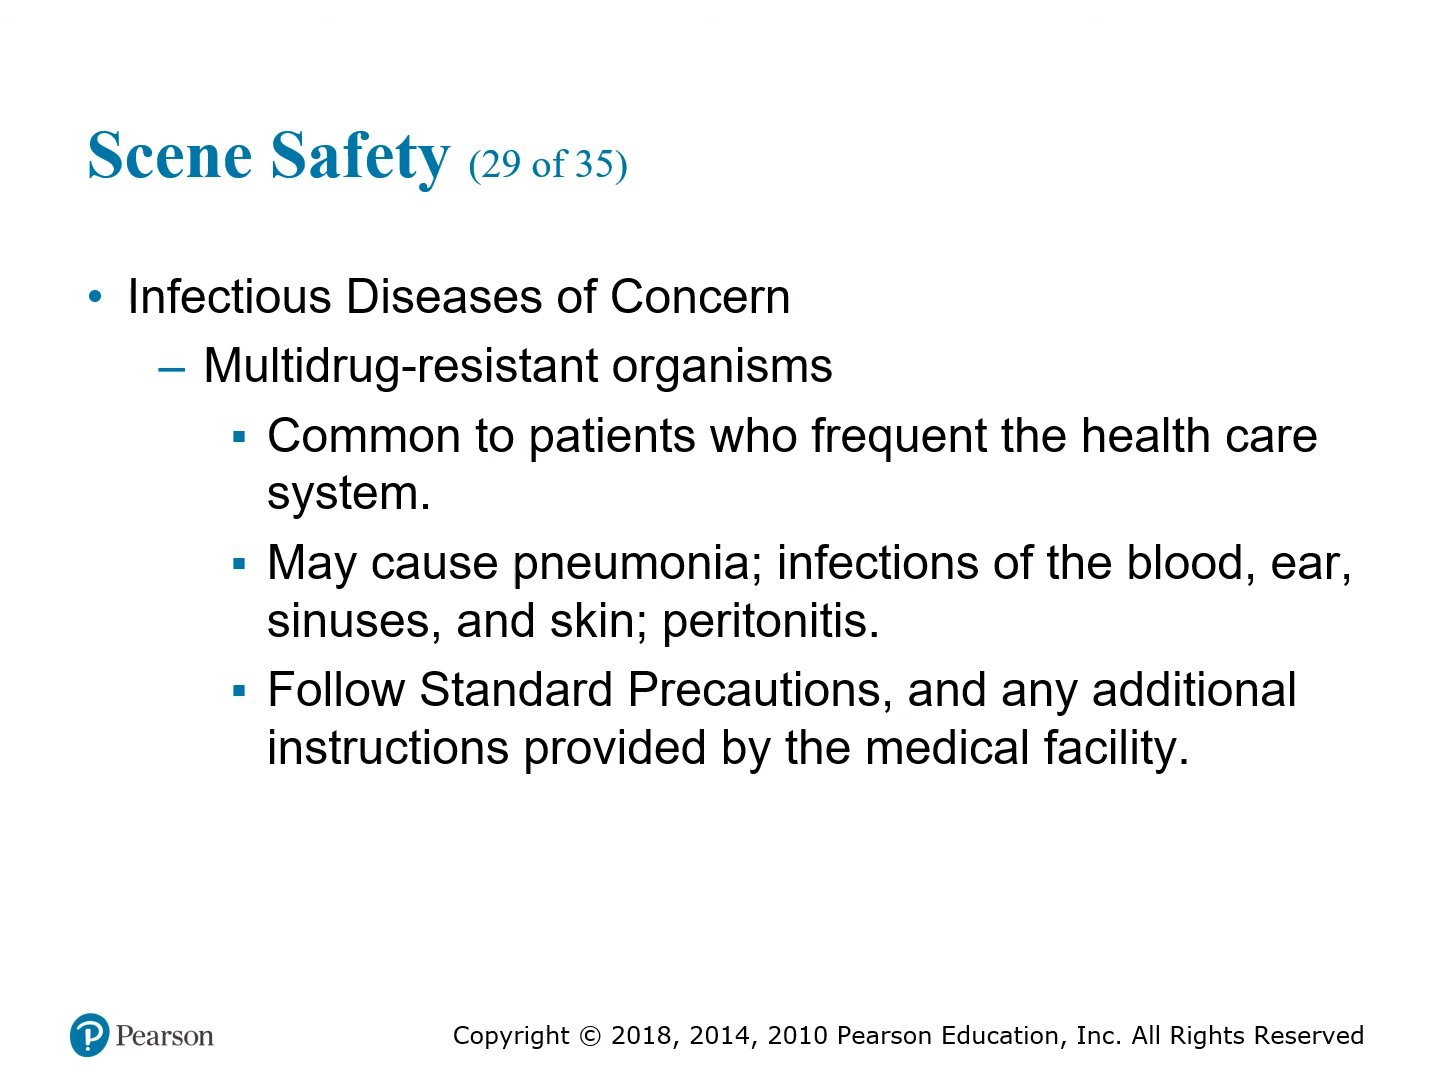 Scene Safety (29 of 35)
• Infectious Diseases of Concern
– Multidrug-resistant organisms
▪ Common to patients who frequent the health care
system.
▪ May cause pneumonia; infections of the blood, ear,
sinuses, and skin; peritonitis.
▪ Follow Standard Precautions, and any additional
instructions provided by the medical facility.
Pearson
Copyright © 2018, 2014, 2010 Pearson Education, Inc. All Rights Reserved